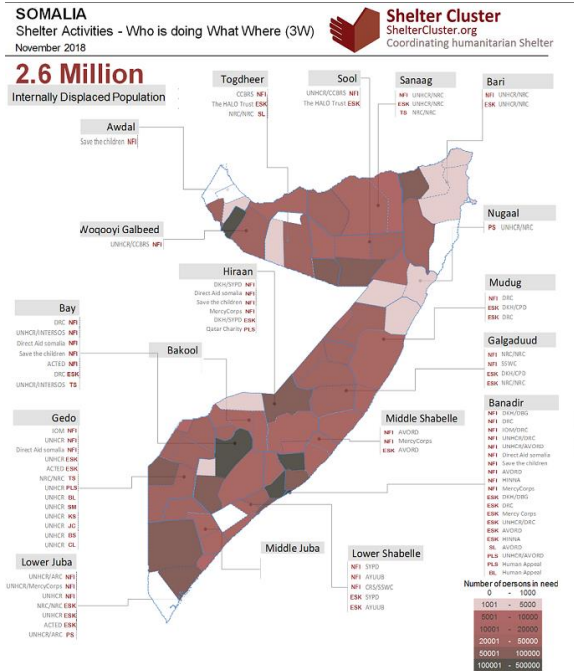 SOMALIA
Shelter Activities - Who is doing What Where (3W)
November 2018
Shelter Cluster
ShelterCluster.org
Coordinating humanitarian Shelter
2.6 Million
Internally Displaced Population
Togdheer
CCBRS NFI
The HALO Trust ESK
NRC/NRC SL
Sool
UNHCR/CCBRS NFI
The HALO Trust ESK
Sanaag
NFI UNHCR/NRC
ESK UNHCR/NRC
TS NRC/NRC
Bari
NFI UNHCR/NRC
ESK UNHCR/NRC
Awdal
Save the children NFI
Woqooyi Galbeed
UNHCR/CCBRS NFI
Nugaal
PS UNHCR/NRC
Hiraan
DKH/SYPD NFI
Direct Aid somalia NFI
Save the children NFI
MercyCorps NFI
DKH/SYPD ESK
Qatar Charity PLS
Mudug
NFI DRC
ESK DKH/CPD
ESK DRC
Bay
DRC NFI
UNHCR/INTERSOS NFI
Direct Aid somalia NFI
Save the children NFI
ACTED NFI
DRC ESK
UNHCR/INTERSOS TS
Bakool
Galgaduud
NFI NRC/NRC
NFI SSWC
ESK DKH/CPD
ESK NRC/NRC
Gedo
IOM NFI
UNHCR NFI
Direct Aid somalia NFI
UNHCR ESK
ACTED ESK
NRC/NRC TS
UNHCR PLS
UNHCR SL
UNHCR SM
UNHCR KS
UNHCR JC
UNHCR BS
UNHCR CL
Middle Shabelle
NFI AVORD
NFI MercyCorps
ESK AVORD
Banadir
NFI DKH/DBG
NFI DRC
NFI IOM/DRC
NFI UNHCR/DRC
NFI UNHCR/AVORD
NFI Direct Aid somalia
NFI Save the children
NFI AVORD
NFI HINNA
NFI MercyCorps
ESK DKH/DBG
ESK DRC
ESK Mercy Corps
ESK UNHCR/DRC
ESK AVORD
ESK HINNA
SL AVORD
PLS UNHCR/AVORD
PLS Human Appeal
Human Appeal
Lower Juba
UNHCR/ARC NFI
UNHCR/MercyCorps NFI
UNHCR NFI
NRC/NRC ESK
UNHCR ESK
ACTED ESK
UNHCR/ARC PS
Middle Juba
Lower Shabelle
NFI SYPD
NFI AYUUB
NFI CRS/SSWC
ESK SYPD
ESK AYUUB
Number of persons in need
0 - 1000
1001 - 5000
5001 - 10000
10001 - 20000
20001 - 50000
50001 100000
100001 - 500000